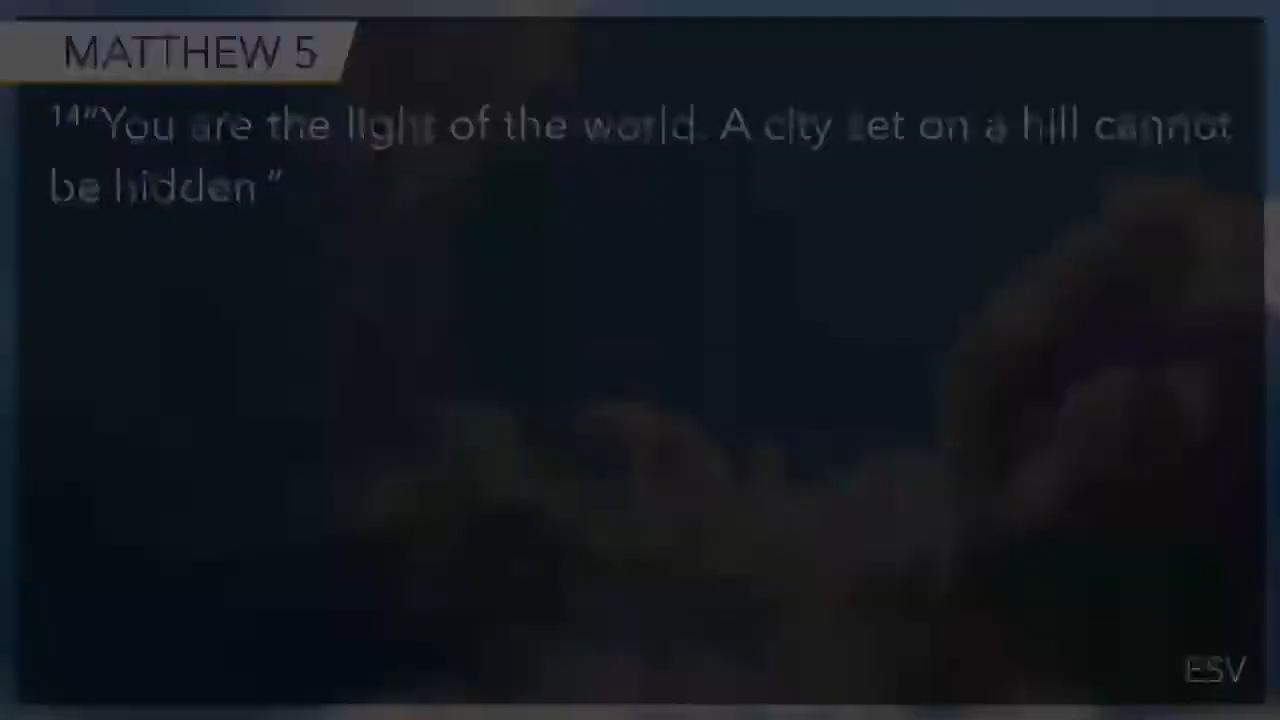 MATTHEW 5
14"You are the light of the world. A city set on a hill cannot
be hidden."
ESV